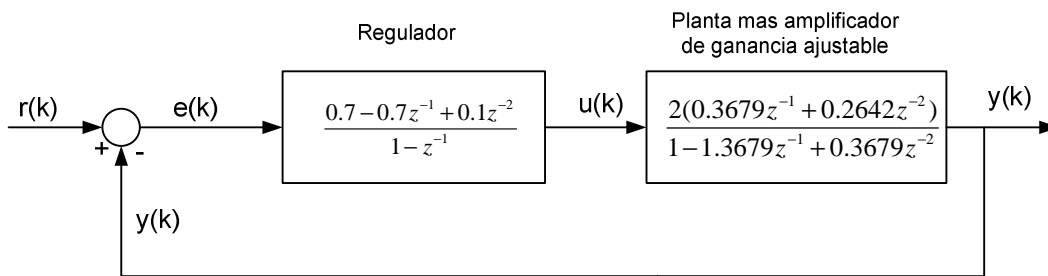 Regulador
Planta mas amplificador
de ganancia ajustable
r(k)
+
-
e(k)
0.7 − 0.7z⁻¹ + 0.1z⁻²
1 − z⁻¹
u(k)
2(0.3679z⁻¹ + 0.2642z⁻²)
1 − 1.3679z⁻¹ + 0.3679z⁻²
y(k)
y(k)